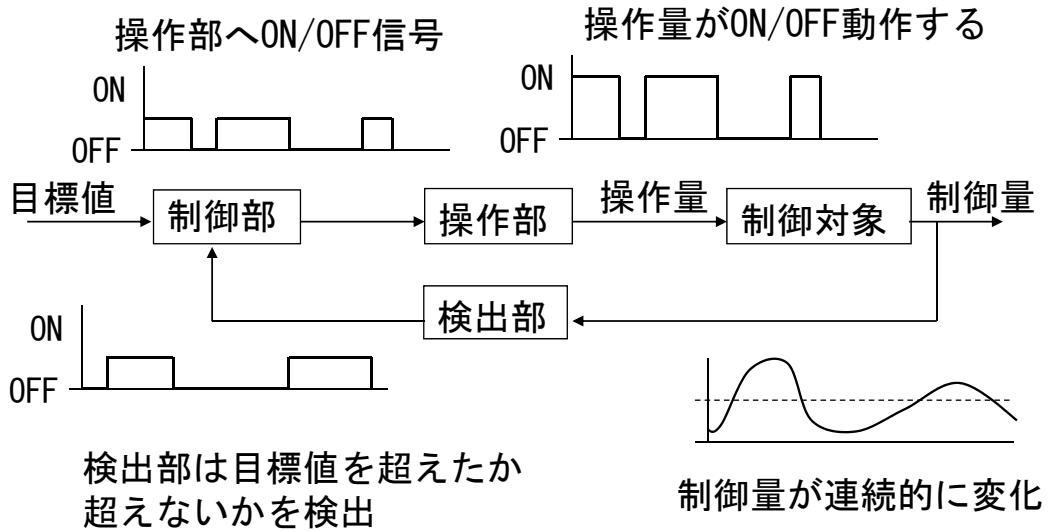 操作部へON/OFF信号
操作量がON/OFF動作する
ON
OFF
ON
OFF
目標値
制御部
操作部
操作量
制御対象
制御量
検出部
ON
OFF
検出部は目標値を超えたか
超えないかを検出
制御量が連続的に変化